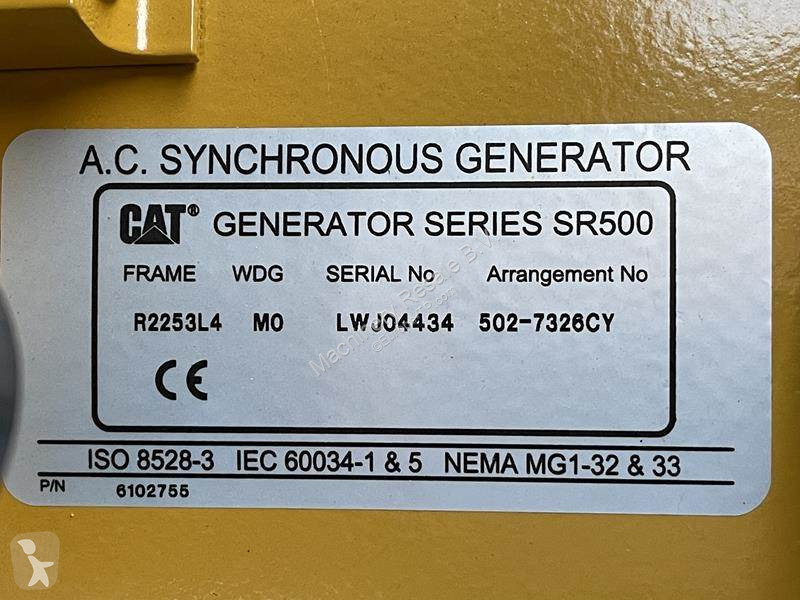 A.C. SYNCHRONOUS GENERATOR
CAT® GENERATOR SERIES SR500
FRAME WDG SERIAL No Arrangement No
R2253L4 M0 LWJ04434 502-7326CY
CE
ISO 8528-3 IEC 60034-1 & 5 NEMA MG1-32 & 33
P/N 6102755